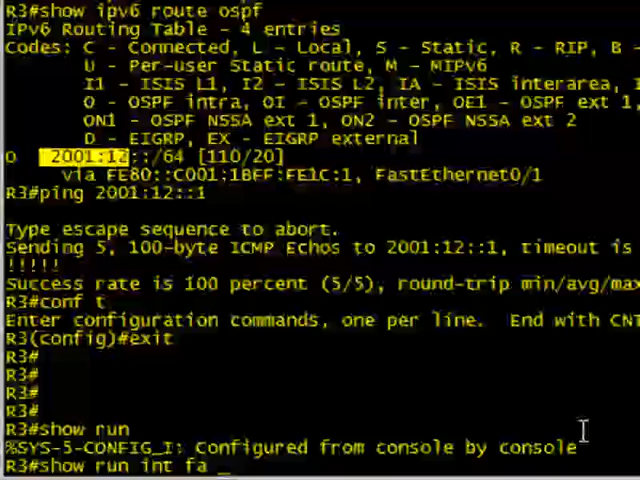 R3#show ipv6 route ospf
IPv6 Routing Table - 4 entries
Codes: C - Connected, L - Local, S - Static, R - RIP, B -
U - Per-user Static route, M - MIPv6
I1 - ISIS L1, I2 - ISIS L2, IA - ISIS interarea, I
O - OSPF intra, OI - OSPF inter, OE1 - OSPF ext 1,
ON1 - OSPF NSSA ext 1, ON2 - OSPF NSSA ext 2
D - EIGRP, EX - EIGRP external
O 2001:12::/64 [110/20]
via FE80::C001:1BFF:FE1C:1, FastEthernet0/1
R3#ping 2001:12::1
Type escape sequence to abort.
Sending 5, 100-byte ICMP Echos to 2001:12::1, timeout is
!!!!!
Success rate is 100 percent (5/5), round-trip min/avg/max
R3#conf t
Enter configuration commands, one per line. End with CNT
R3(config)#exit
R3#
R3#
R3#
R3#
R3#show run
%SYS-5-CONFIG_I: Configured from console by console
R3#show run int fa _